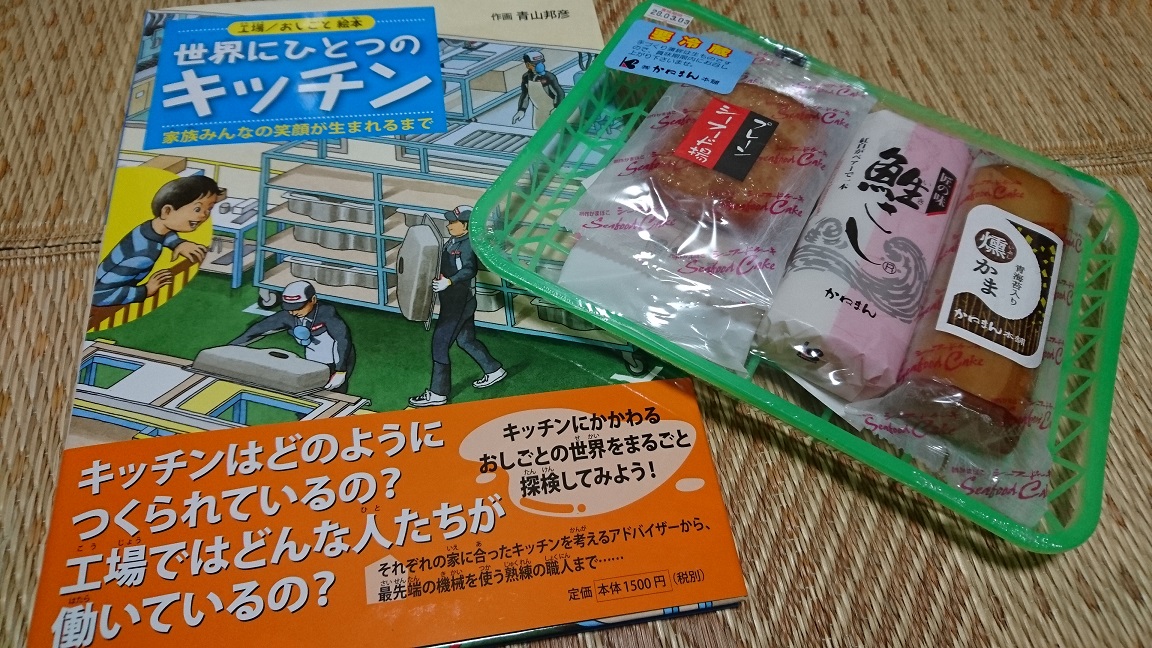 工場/おしごと絵本
作画 青山邦彦
世界にひとつの
キッチン
家族みんなの笑顔が生まれるまで
キッチンはどのように
つくられているの?
工場ではどんな人たちが
働いているの?
キッチンにかかわる
おしごとの世界をまるごと
探検してみよう!
それぞれの家に合ったキッチンを考えるアドバイザーから、
最先端の機械を使う熟練の職人まで……
定価 本体1500円 (税別)
要冷蔵
かねまん本舗
プレーン
シーフード揚
Seafood Cake
匠の味
鮭こし
かねまん
燻かま
青海苔入り
かねまん本舗
Seafood Cake
Seafood Cake